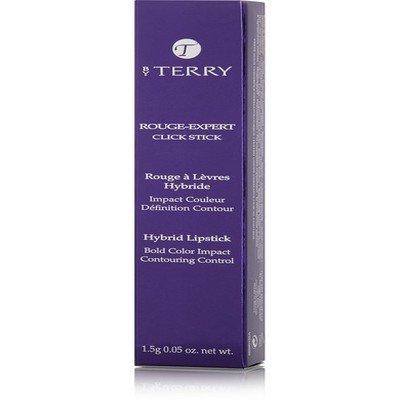 T
BY TERRY
ROUGE-EXPERT
CLICK STICK
Rouge à Lèvres
Hybride
Impact Couleur
Définition Contour
Hybrid Lipstick
Bold Color Impact
Contouring Control
1.5g 0.05 oz. net wt.